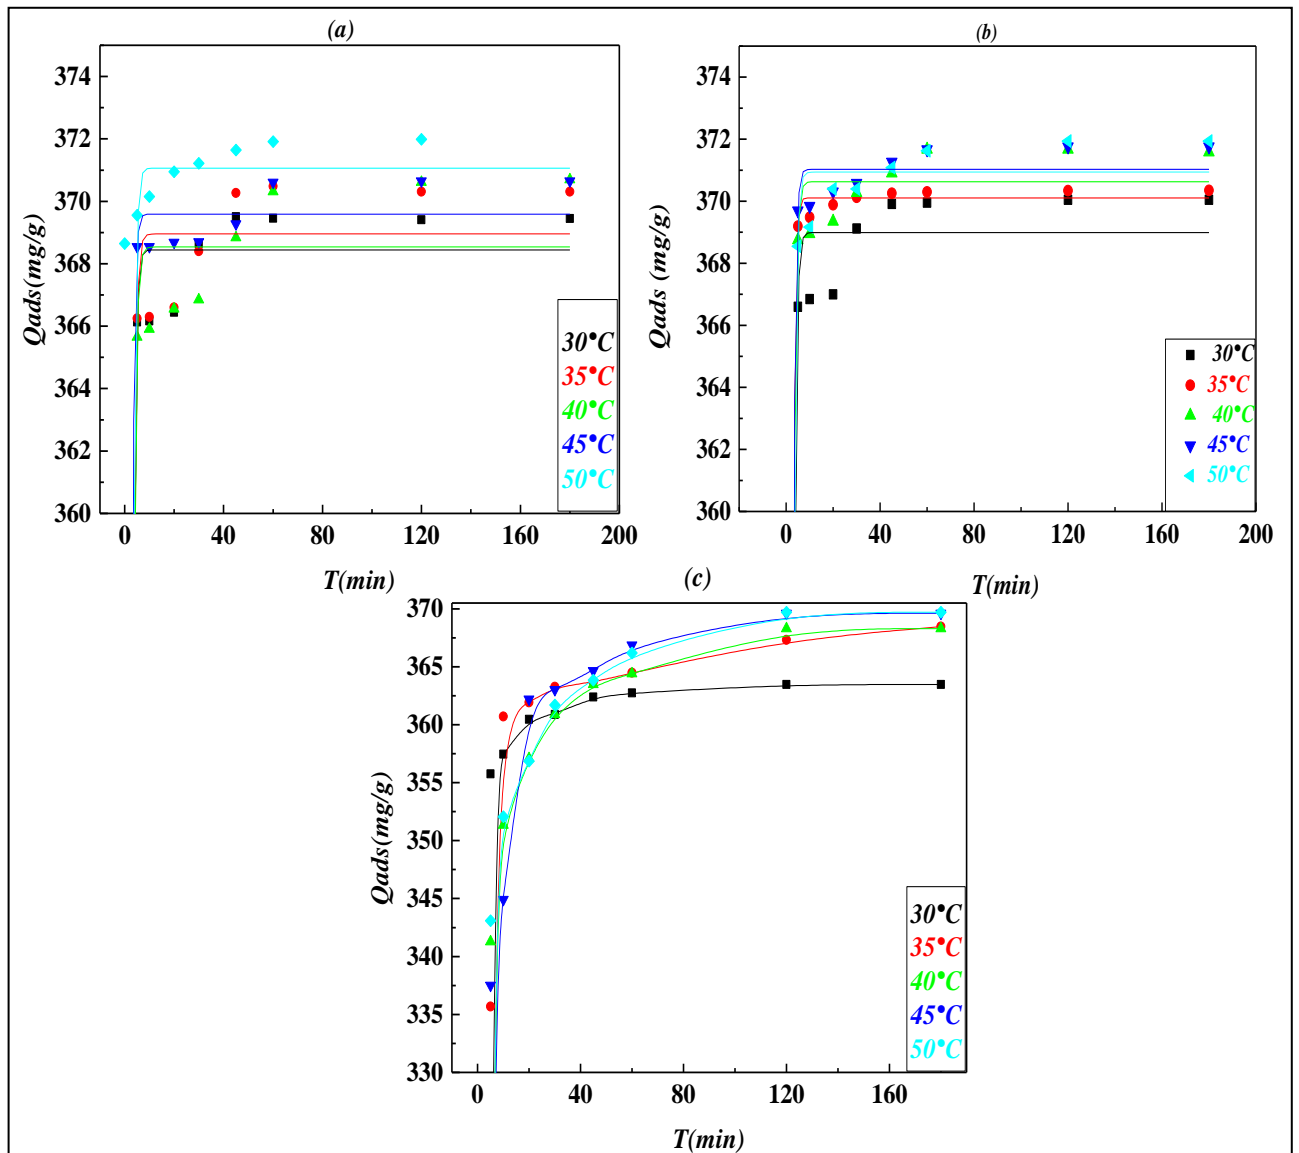 (a)
374
372
370
368
366
364
362
360
0 40 80 120 160 200
Qads(mg/g)
T(min)
30°C
35°C
40°C
45°C
50°C
(b)
374
372
370
368
366
364
362
360
0 40 80 120 160 200
Qads (mg/g)
T(min)
30°C
35°C
40°C
45°C
50°C
(c)
370
365
360
355
350
345
340
335
330
0 40 80 120 160
Qads(mg/g)
T(min)
30°C
35°C
40°C
45°C
50°C